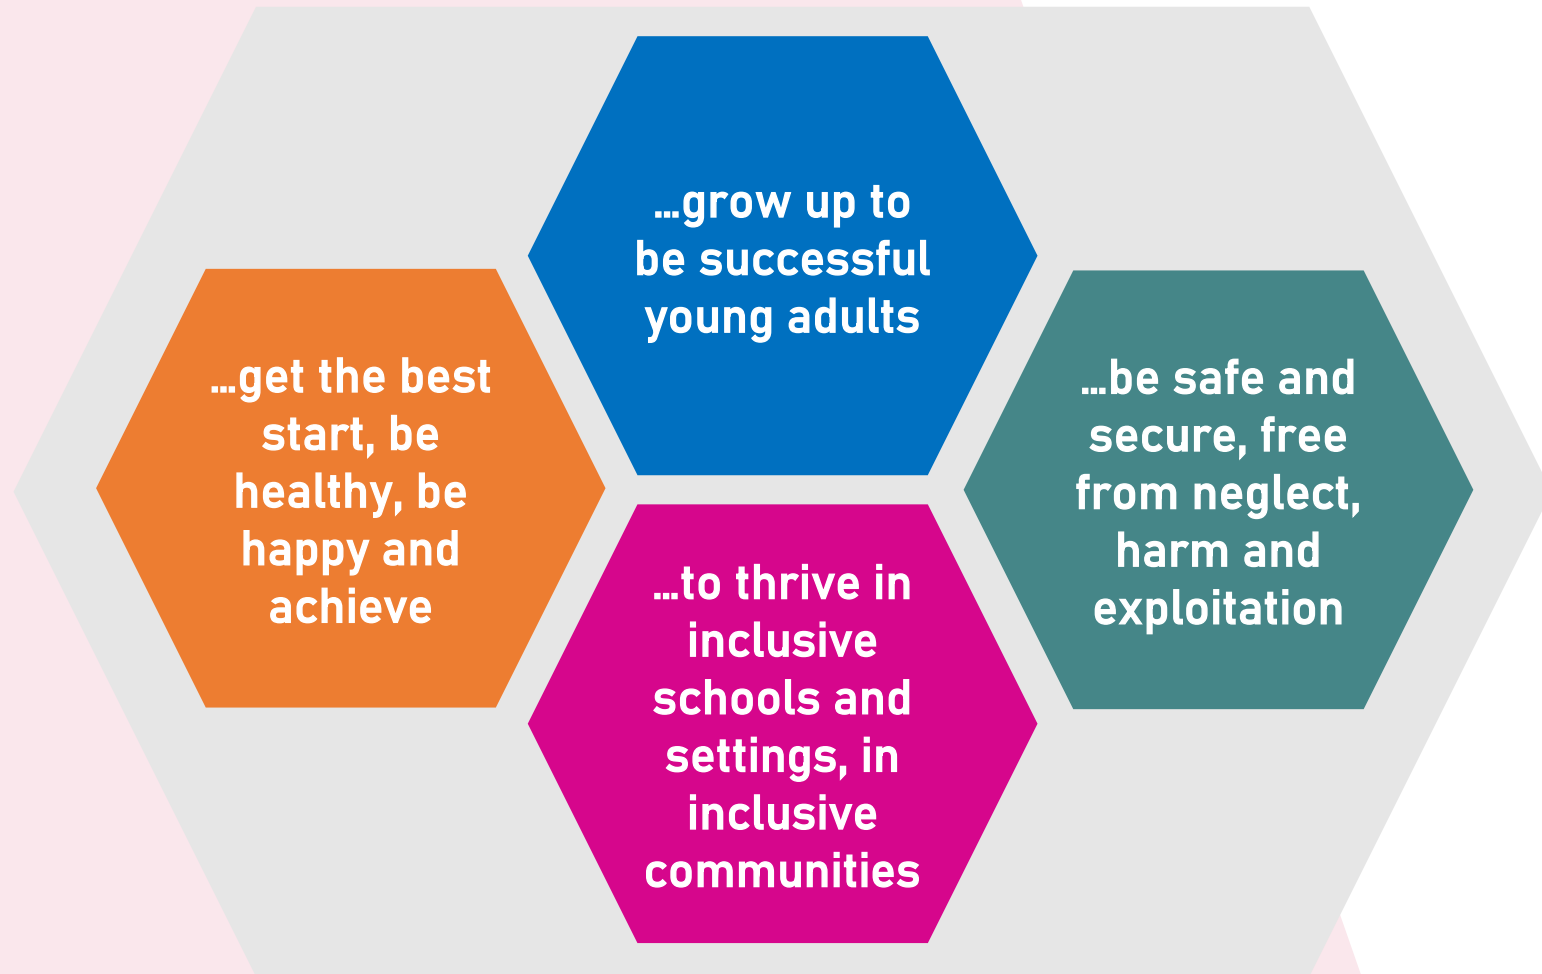 ...grow up to
be successful
young adults
...get the best
start, be
healthy, be
happy and
achieve
...be safe and
secure, free
from neglect,
harm and
exploitation
...to thrive in
inclusive
schools and
settings, in
inclusive
communities